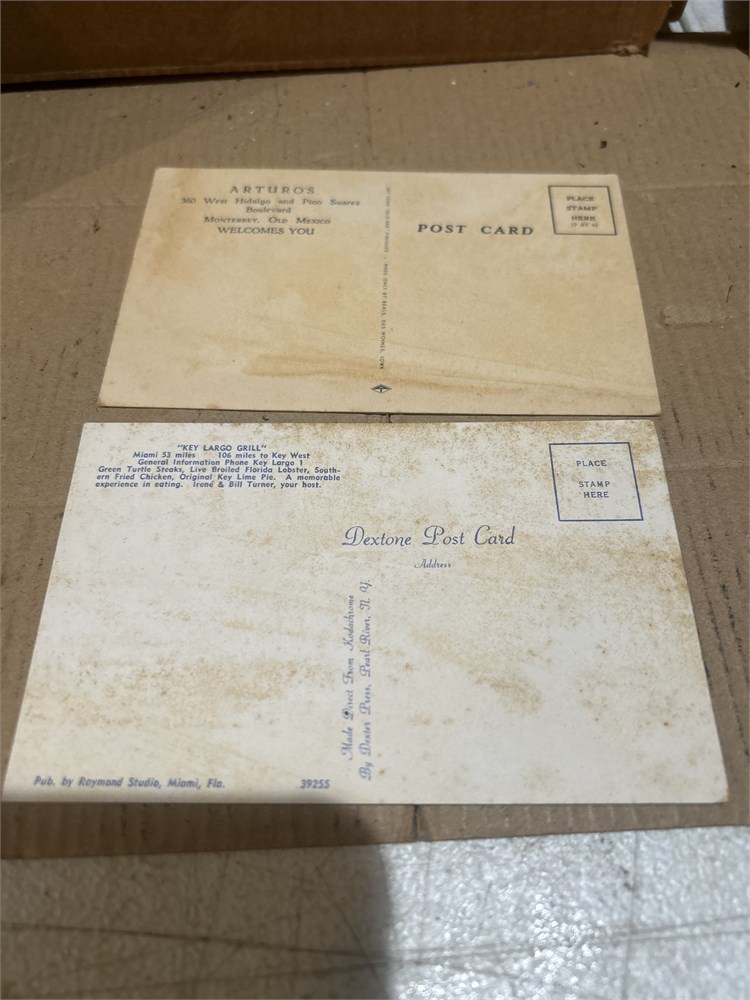 ARTURO'S
West Hidalgo and Pino Suarez
Boulevard
Monterrey, Old Mexico
WELCOMES YOU
POST CARD
PLACE
STAMP
HERE
"KEY LARGO GRILL"
Miami 53 miles 106 miles to Key West
General Information Phone Key Largo 1
Green Turtle Steaks, Live Broiled Florida Lobster, South-
ern Fried Chicken, Original Key Lime Pie. A memorable
experience in eating. Irene & Bill Turner, your host.
PLACE
STAMP
HERE
Dextone Post Card
Address
Made Direct From Kodachrome
By Dexter Press, Pearl River, N. Y.
Pub. by Raymond Studio, Miami, Fla.
39255